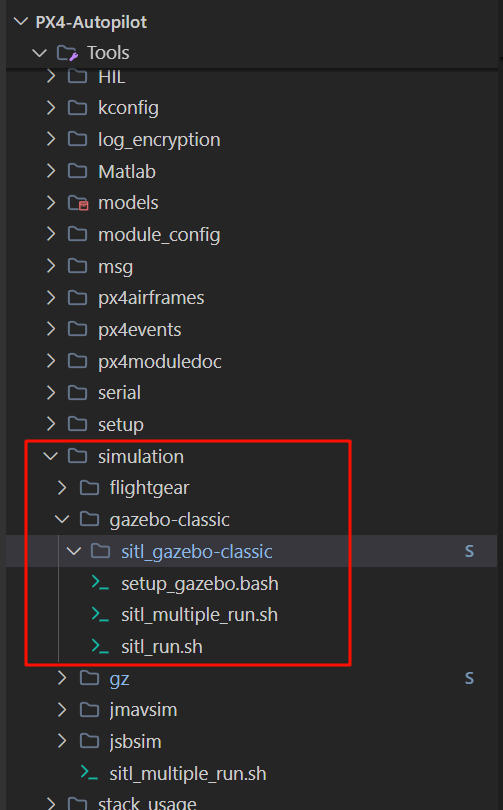 PX4-Autopilot
Tools
HIL
kconfig
log_encryption
Matlab
models
module_config
msg
px4airframes
px4events
px4moduledoc
serial
setup
simulation
flightgear
gazebo-classic
sitl_gazebo-classic S
setup_gazebo.bash
sitl_multiple_run.sh
sitl_run.sh
gz S
jmavsim
jsbsim
sitl_multiple_run.sh
stack_usage